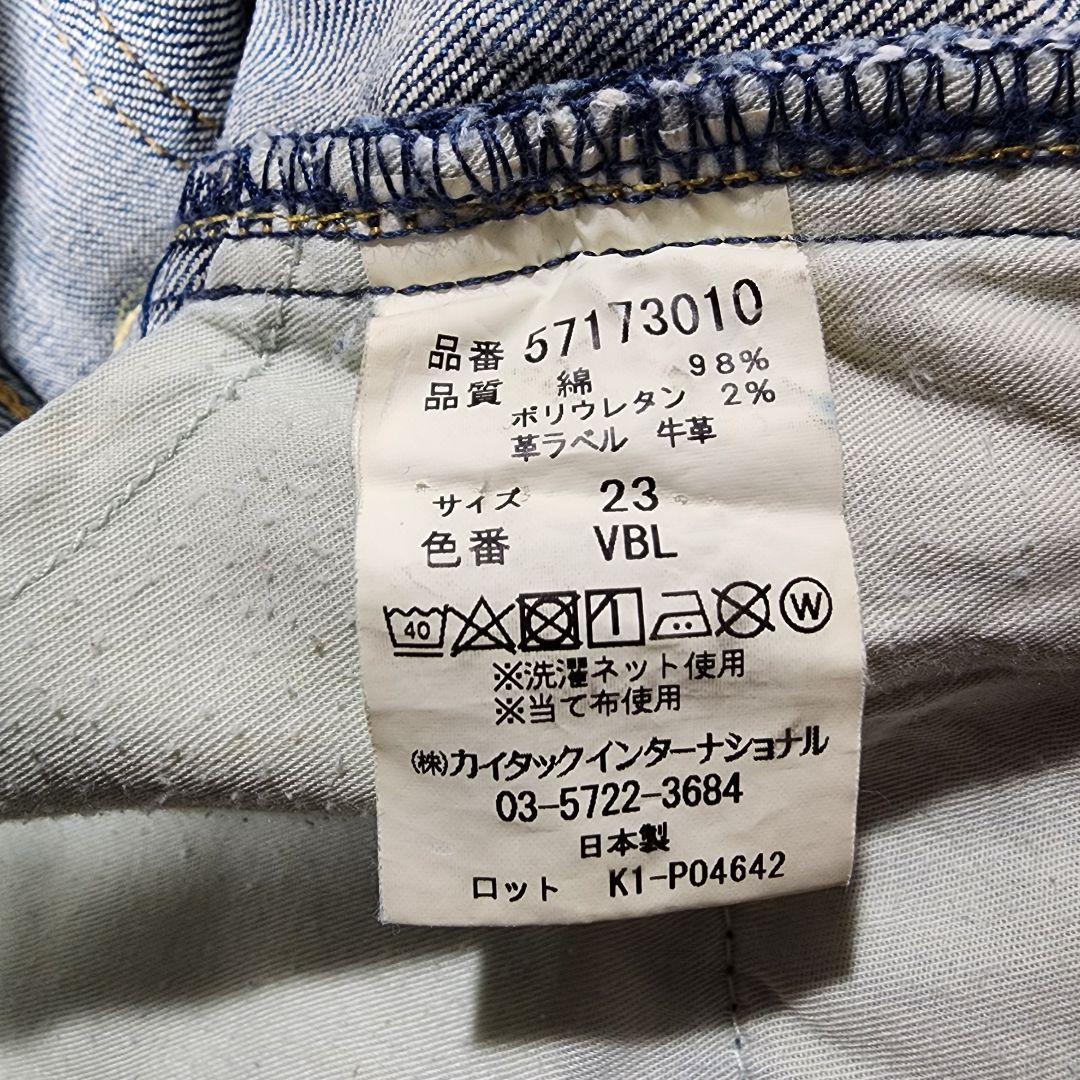 品番 57173010
品質 綿 98%
ポリウレタン 2%
革ラベル 牛革
サイズ 23
色番 VBL
40 W
※洗濯ネット使用
※当て布使用
㈱カイタックインターナショナル
03-5722-3684
日本製
ロット K1-P04642